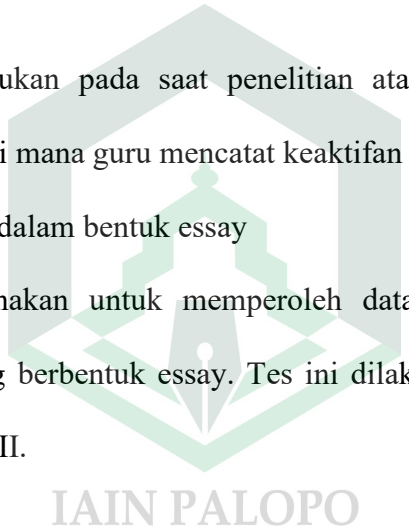 ukan pada saat penelitian ata
i mana guru mencatat keaktifan
dalam bentuk essay
nakan untuk memperoleh data
g berbentuk essay. Tes ini dilak
II.
IAIN PALOPO